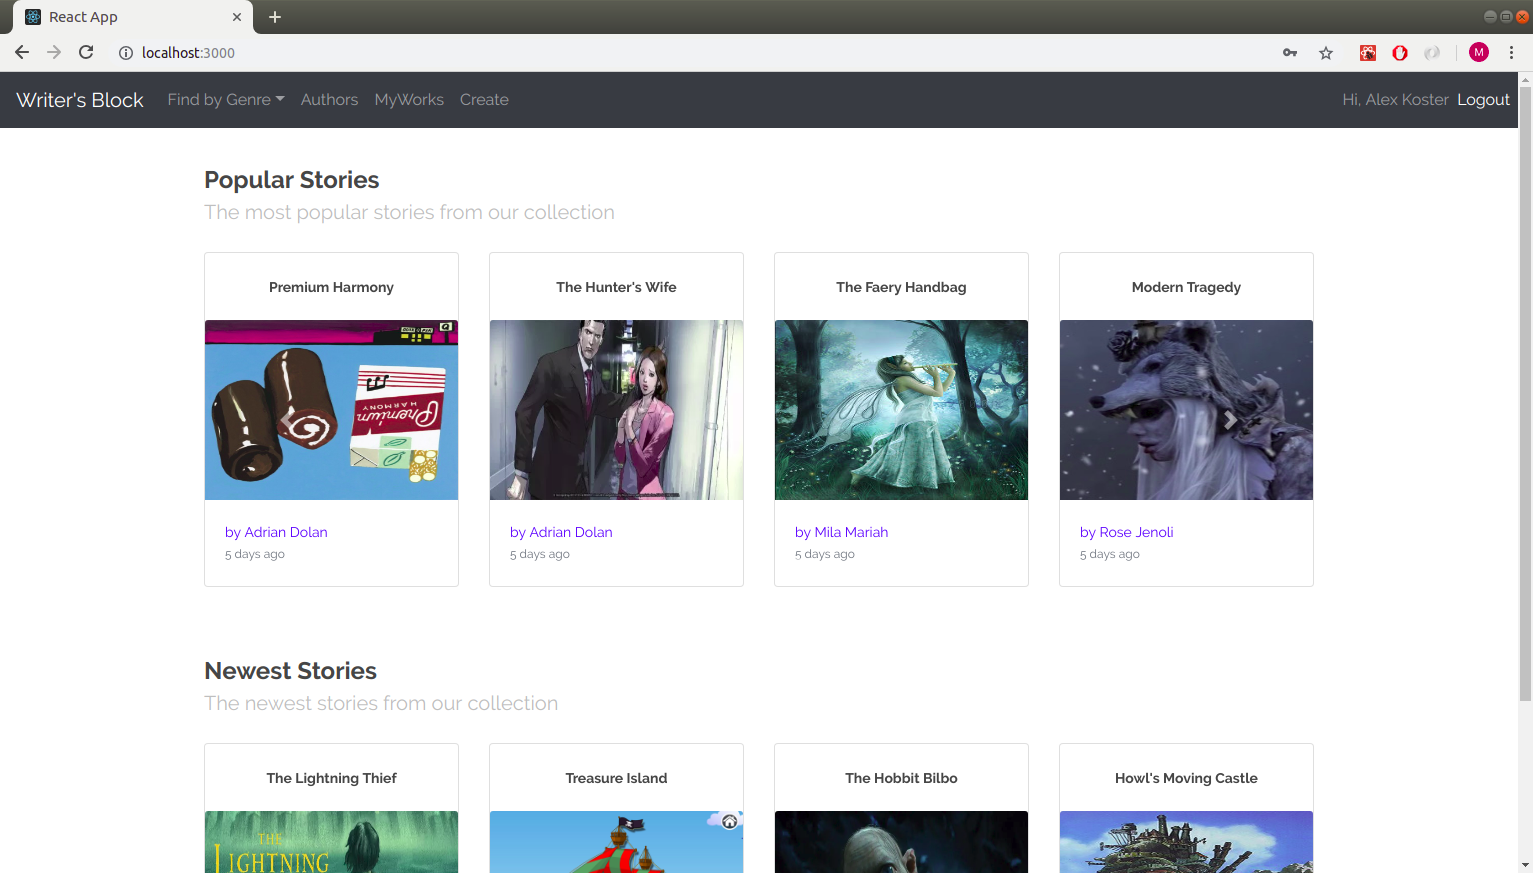 React App
localhost:3000
M
Writer's Block Find by Genre Authors MyWorks Create Hi, Alex Koster Logout
Popular Stories
The most popular stories from our collection
Premium Harmony The Hunter's Wife The Faery Handbag Modern Tragedy
Premium
HARMONY
by Adrian Dolan by Adrian Dolan by Mila Mariah by Rose Jenoli
5 days ago 5 days ago 5 days ago 5 days ago
Newest Stories
The newest stories from our collection
The Lightning Thief Treasure Island The Hobbit Bilbo Howl's Moving Castle
THE
LIGHTNING